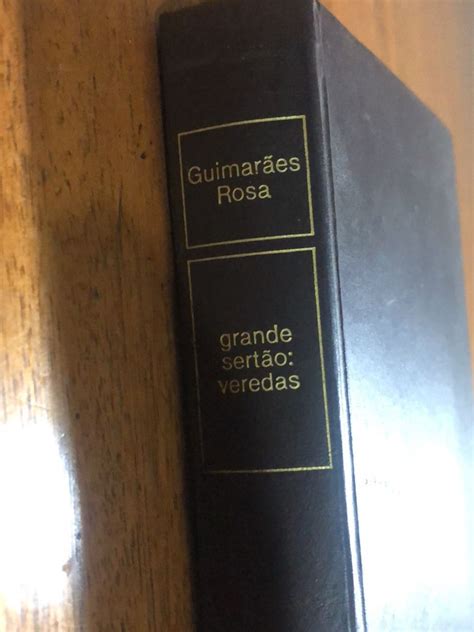 Guimarães
Rosa
grande
sertão:
veredas